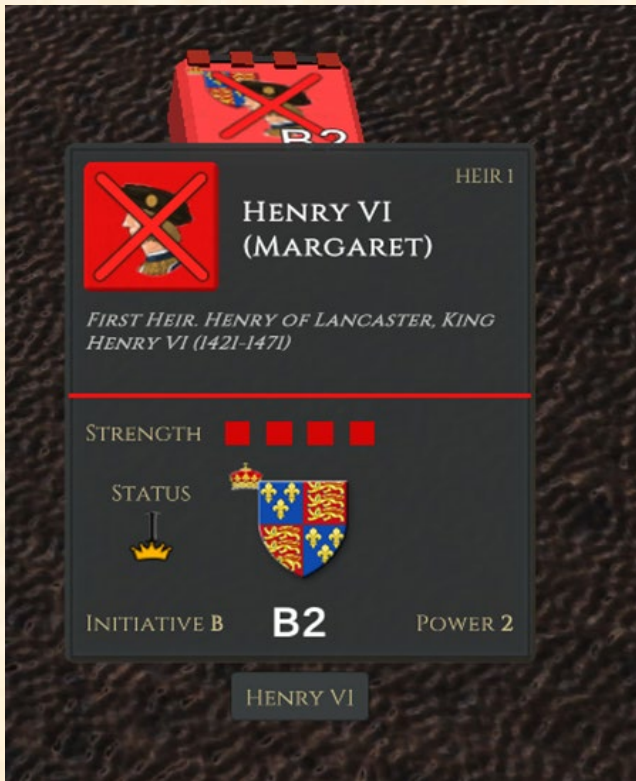 B2
HEIR 1
HENRY VI
(MARGARET)
FIRST HEIR. HENRY OF LANCASTER, KING
HENRY VI (1421-1471)
STRENGTH
STATUS
INITIATIVE B
B2
POWER 2
HENRY VI